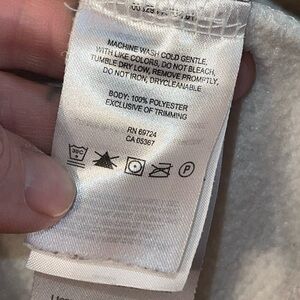 MACHINE WASH COLD GENTLE,
WITH LIKE COLORS, DO NOT BLEACH,
TUMBLE DRY LOW, REMOVE PROMPTLY,
DO NOT IRON, DRYCLEANABLE
BODY: 100% POLYESTER
EXCLUSIVE OF TRIMMING
RN 69724
CA 05367
30C
P